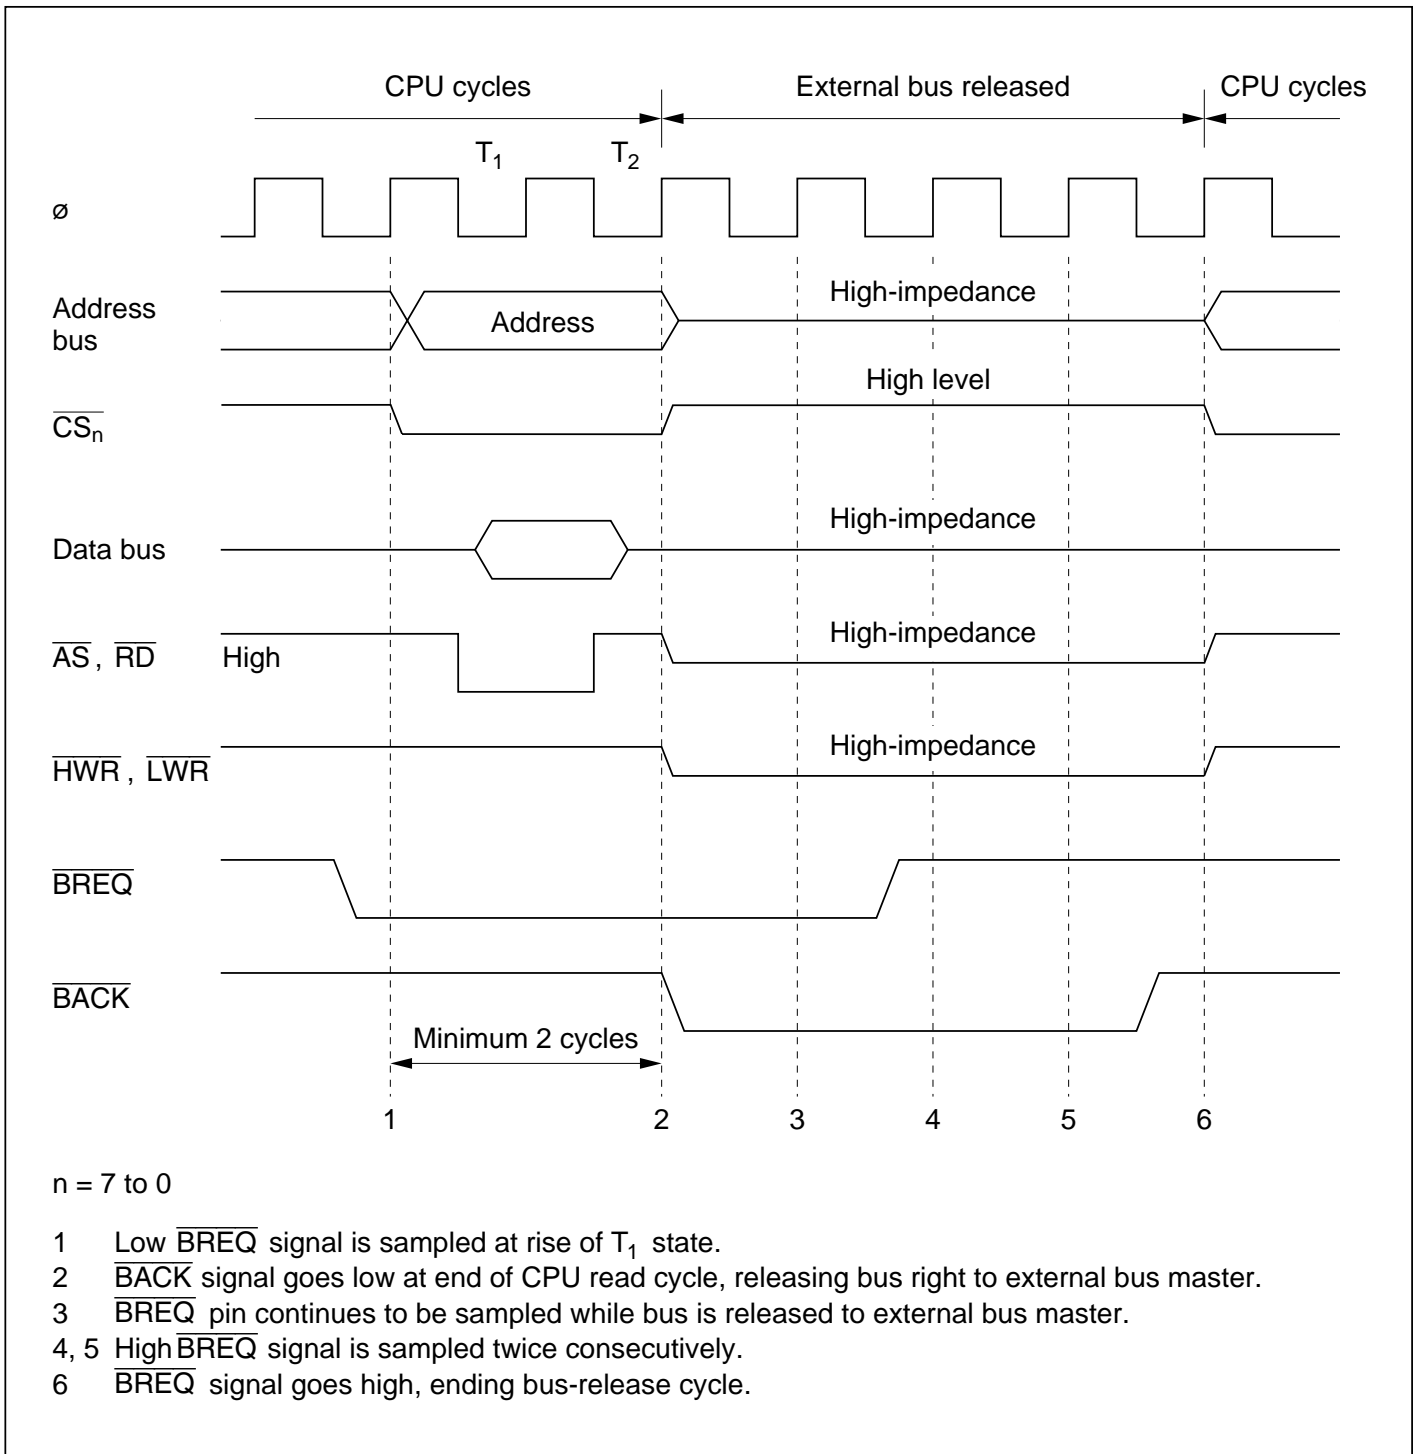 CPU cycles External bus released CPU cycles
T₁ T₂
ø
High-impedance
Address
bus
Address
High level
C̅S̅ₙ̅
High-impedance
Data bus
High-impedance
A̅S̅ , R̅D̅ High
High-impedance
H̅W̅R̅ , L̅W̅R̅
B̅R̅E̅Q̅
B̅A̅C̅K̅
Minimum 2 cycles
1 2 3 4 5 6
n = 7 to 0
1 Low B̅R̅E̅Q̅ signal is sampled at rise of T₁ state.
2 B̅A̅C̅K̅ signal goes low at end of CPU read cycle, releasing bus right to external bus master.
3 B̅R̅E̅Q̅ pin continues to be sampled while bus is released to external bus master.
4, 5 High B̅R̅E̅Q̅ signal is sampled twice consecutively.
6 B̅R̅E̅Q̅ signal goes high, ending bus-release cycle.